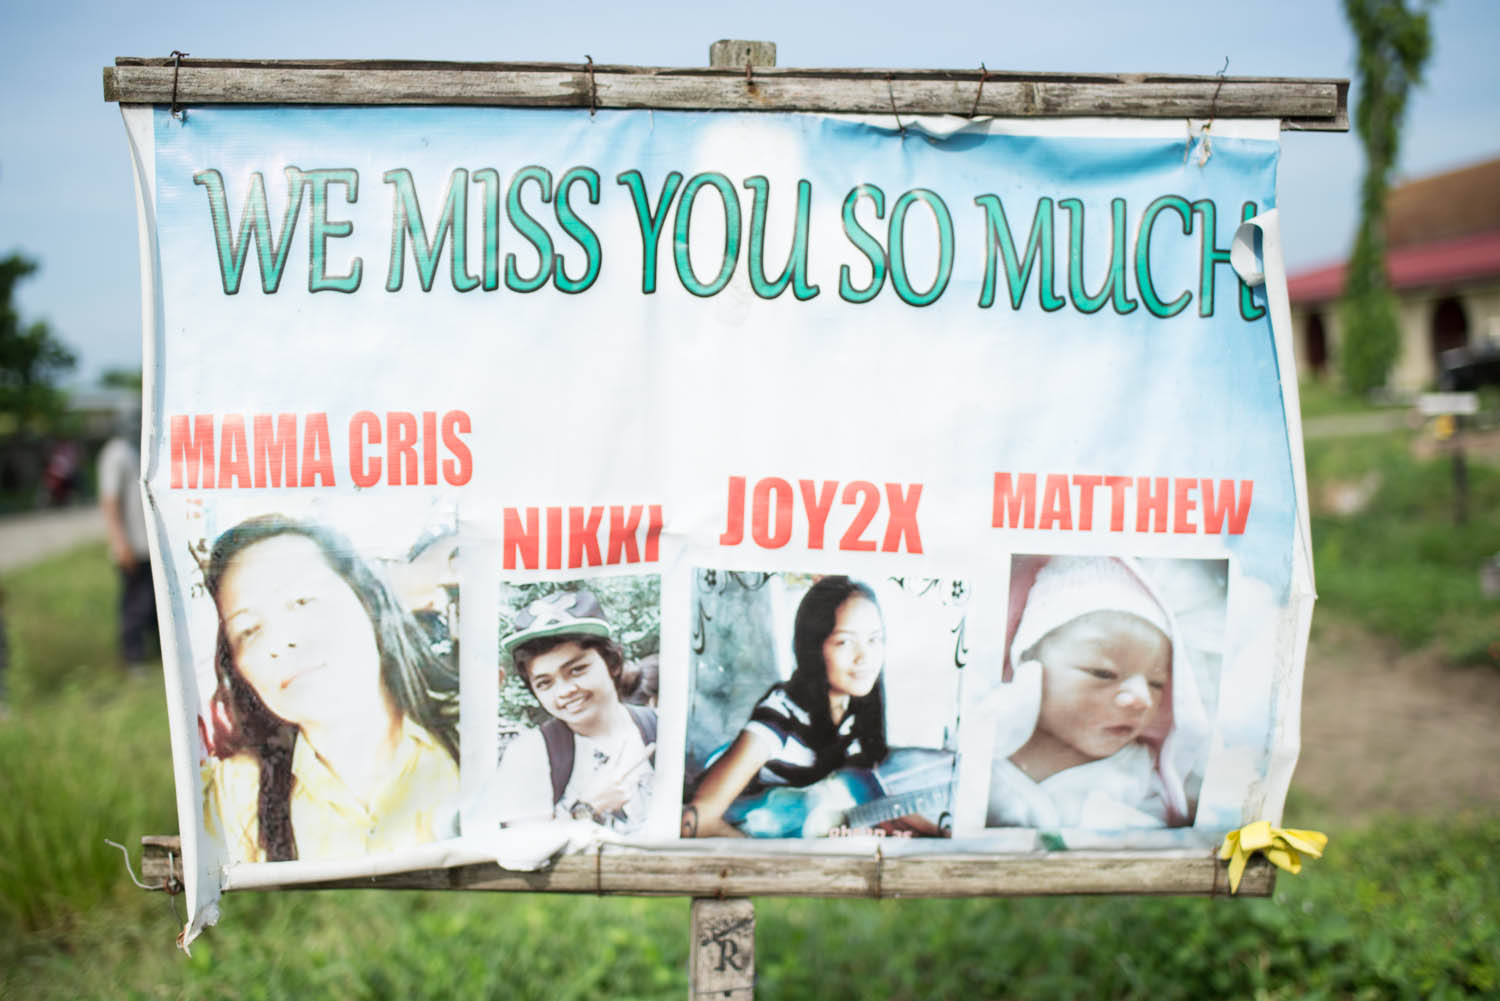 WE MISS YOU SO MUCH
MAMA CRIS
NIKKI
JOY2X
MATTHEW
R